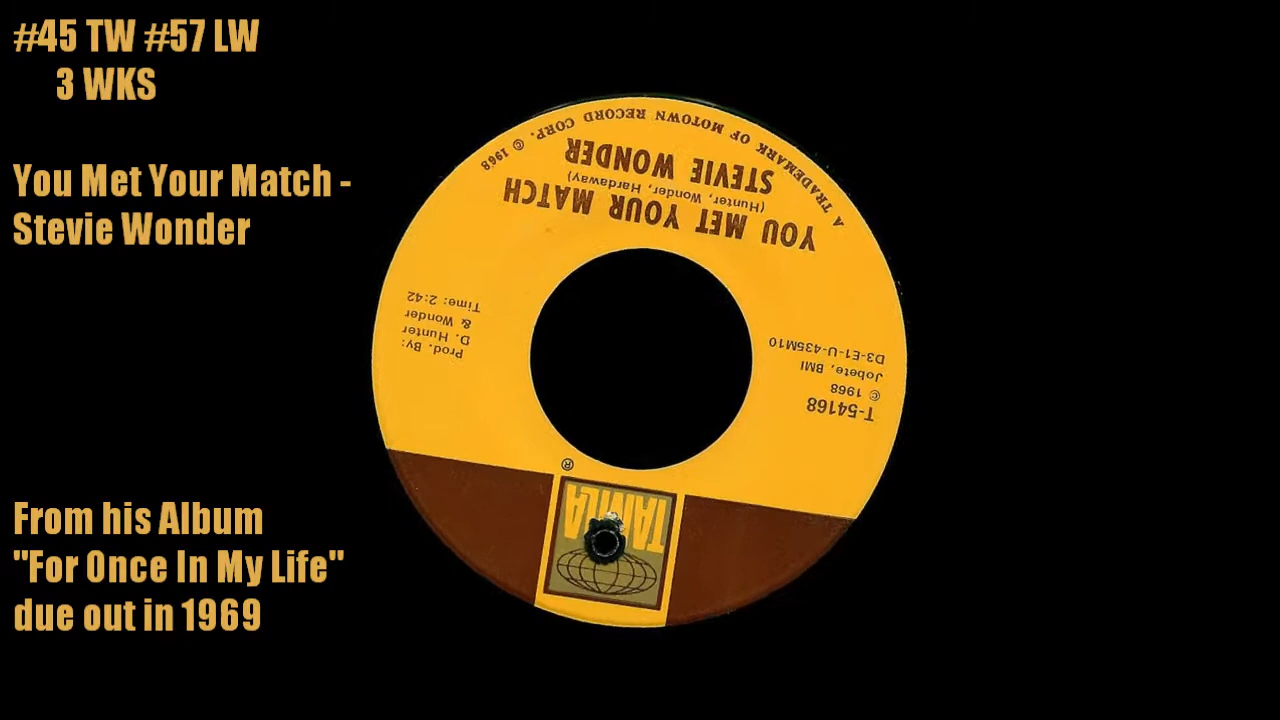 #45 TW #57 LW
3 WKS
You Met Your Match -
Stevie Wonder
From his Album
"For Once In My Life"
due out in 1969
TAMLA
®
T-54168
© 1968
Jobete, BMI
D3-E1-U-435M10
Prod. By:
D. Hunter
& Wonder
Time: 2:42
YOU MET YOUR MATCH
(Hunter, Wonder, Hardaway)
STEVIE WONDER
A TRADEMARK OF MOTOWN RECORD CORP. © 1968